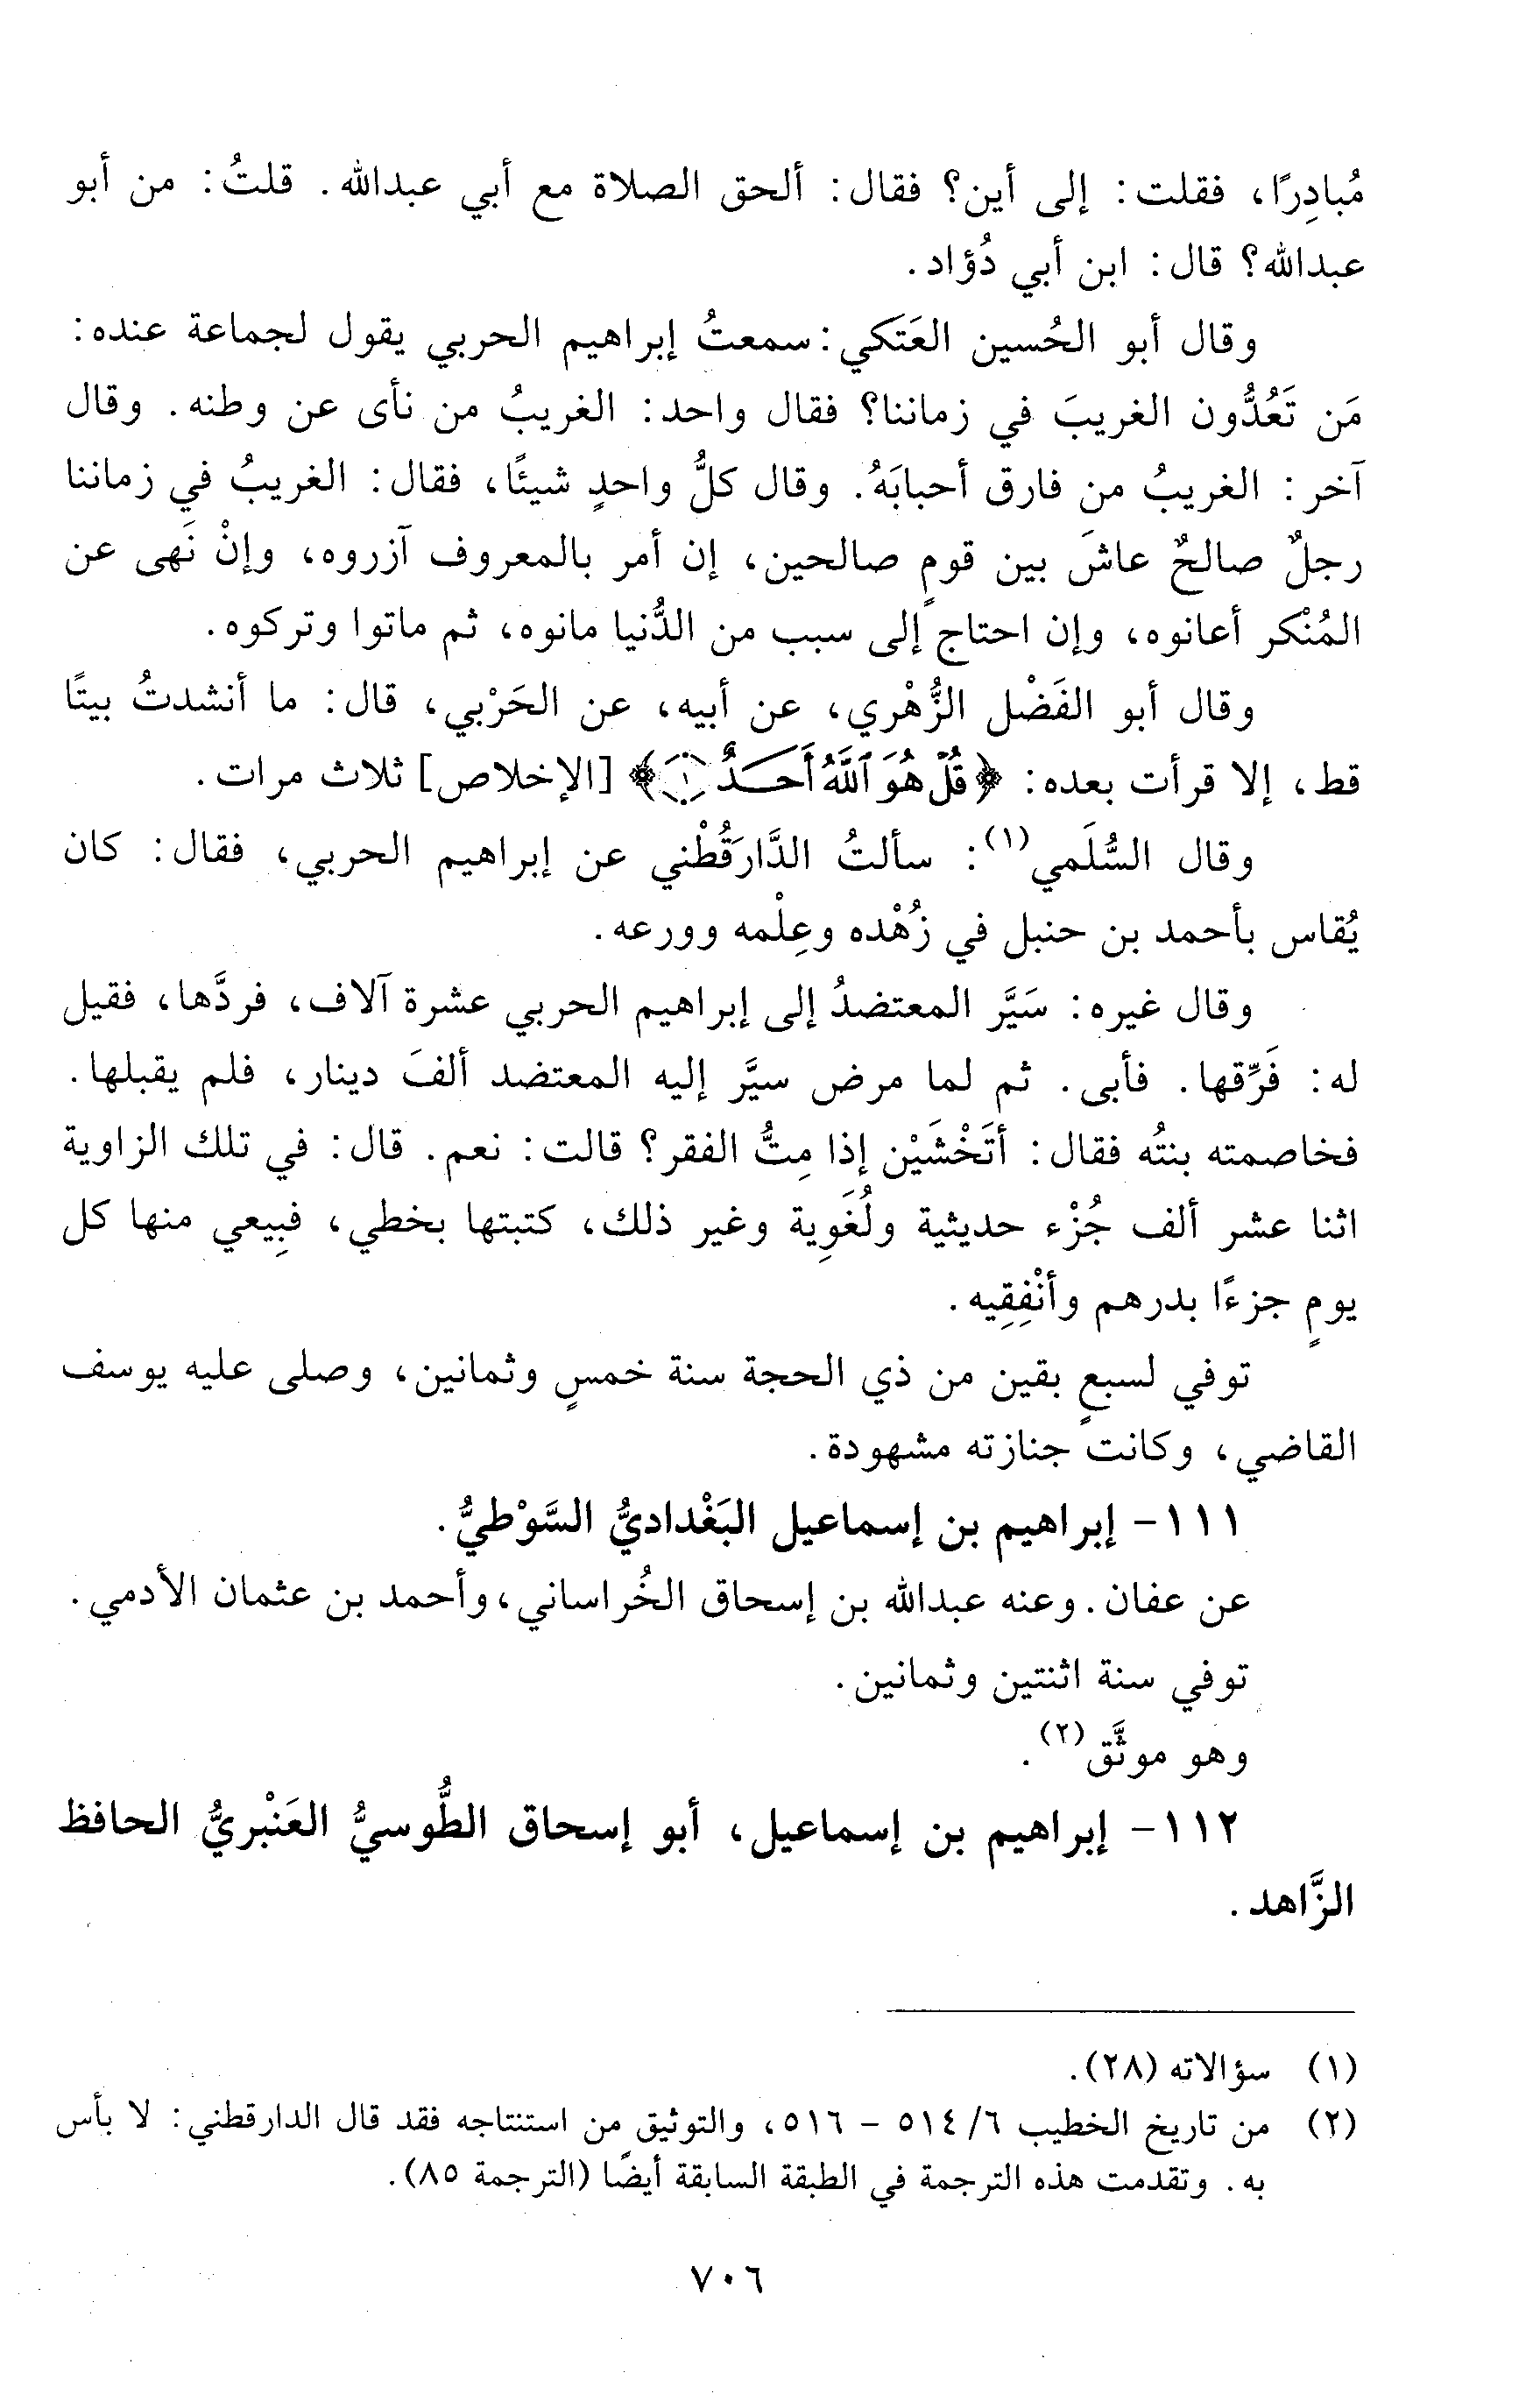 مُبادِرًا، فقلت: إلى أين؟ فقال: ألحق الصلاة مع أبي عبدالله. قلتُ: من أبو
عبدالله؟ قال: ابن أبي دُؤاد.
وقال أبو الحُسين العَتَكي: سمعتُ إبراهيم الحربي يقول لجماعة عنده:
مَن تَعُدُّون الغريبَ في زماننا؟ فقال واحد: الغريبُ من نأى عن وطنه. وقال
آخر: الغريبُ من فارق أحبابَهُ. وقال كلُّ واحدٍ شيئًا، فقال: الغريبُ في زماننا
رجلٌ صالحٌ عاشَ بين قومٍ صالحين، إن أمر بالمعروف آزروه، وإنْ نَهى عن
المُنْكر أعانوه، وإن احتاج إلى سبب من الدُّنيا مانوه، ثم ماتوا وتركوه.
وقال أبو الفَضْل الزُّهْري، عن أبيه، عن الحَرْبي، قال: ما أنشدتُ بيتًا
قط، إلا قرأت بعده: ﴿قُلْ هُوَ ٱللَّهُ أَحَدٌ ١﴾ [الإخلاص] ثلاث مرات.
وقال السُّلَمي(١): سألتُ الدَّارَقُطْني عن إبراهيم الحربي، فقال: كان
يُقاس بأحمد بن حنبل في زُهْده وعِلْمه وورعه.
وقال غيره: سَيَّر المعتضدُ إلى إبراهيم الحربي عشرة آلاف، فردَّها، فقيل
له: فَرِّقها. فأبى. ثم لما مرض سيَّر إليه المعتضد ألفَ دينار، فلم يقبلها.
فخاصمته بنتُه فقال: أتَخْشَيْن إذا مِتُّ الفقر؟ قالت: نعم. قال: في تلك الزاوية
اثنا عشر ألف جُزْء حديثية ولُغَوِية وغير ذلك، كتبتها بخطي، فبِيعي منها كل
يومٍ جزءًا بدرهم وأنْفِقِيه.
توفي لسبعٍ بقين من ذي الحجة سنة خمسٍ وثمانين، وصلى عليه يوسف
القاضي، وكانت جنازته مشهودة.
١١١- إبراهيم بن إسماعيل البَغْداديُّ السَّوْطيُّ.
عن عفان. وعنه عبدالله بن إسحاق الخُراساني، وأحمد بن عثمان الأدمي.
توفي سنة اثنتين وثمانين.
وهو موثَّق(٢).
١١٢- إبراهيم بن إسماعيل، أبو إسحاق الطُّوسيُّ العَنْبريُّ الحافظ
الزَّاهد.
(١) سؤالاته (٢٨).
(٢) من تاريخ الخطيب ٦/ ٥١٤ - ٥١٦، والتوثيق من استنتاجه فقد قال الدارقطني: لا بأس
به. وتقدمت هذه الترجمة في الطبقة السابقة أيضًا (الترجمة ٨٥).
٧٠٦